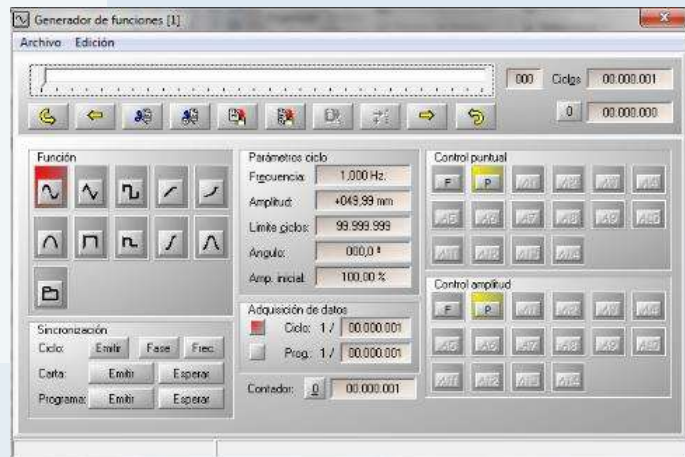 Generador de funciones [1]
Archivo Edición
000 Ciclos 00.000.001
0 00.000.000
Función
Parámetros ciclo
Frecuencia: 1,000 Hz.
Amplitud: +049,99 mm
Limite ciclos: 99.999.999
Angulo: 000,0 º
Amp. inicial: 100,00 %
Control puntual
F P A11 A2 A3 A4
A5 A6 A7 A8 A9 A10
A11 A12 A13 A14
Adquisición de datos
Ciclo: 1 / 00.000.001
Prog.: 1 / 00.000.001
Contador: 0 00.000.001
Control amplitud
F P A11 A2 A3 A4
A5 A6 A7 A8 A9 A10
A11 A12 A13 A14
Sincronización
Ciclo: Emitir Fase Frec
Carta: Emitir Esperar
Programa: Emitir Esperar